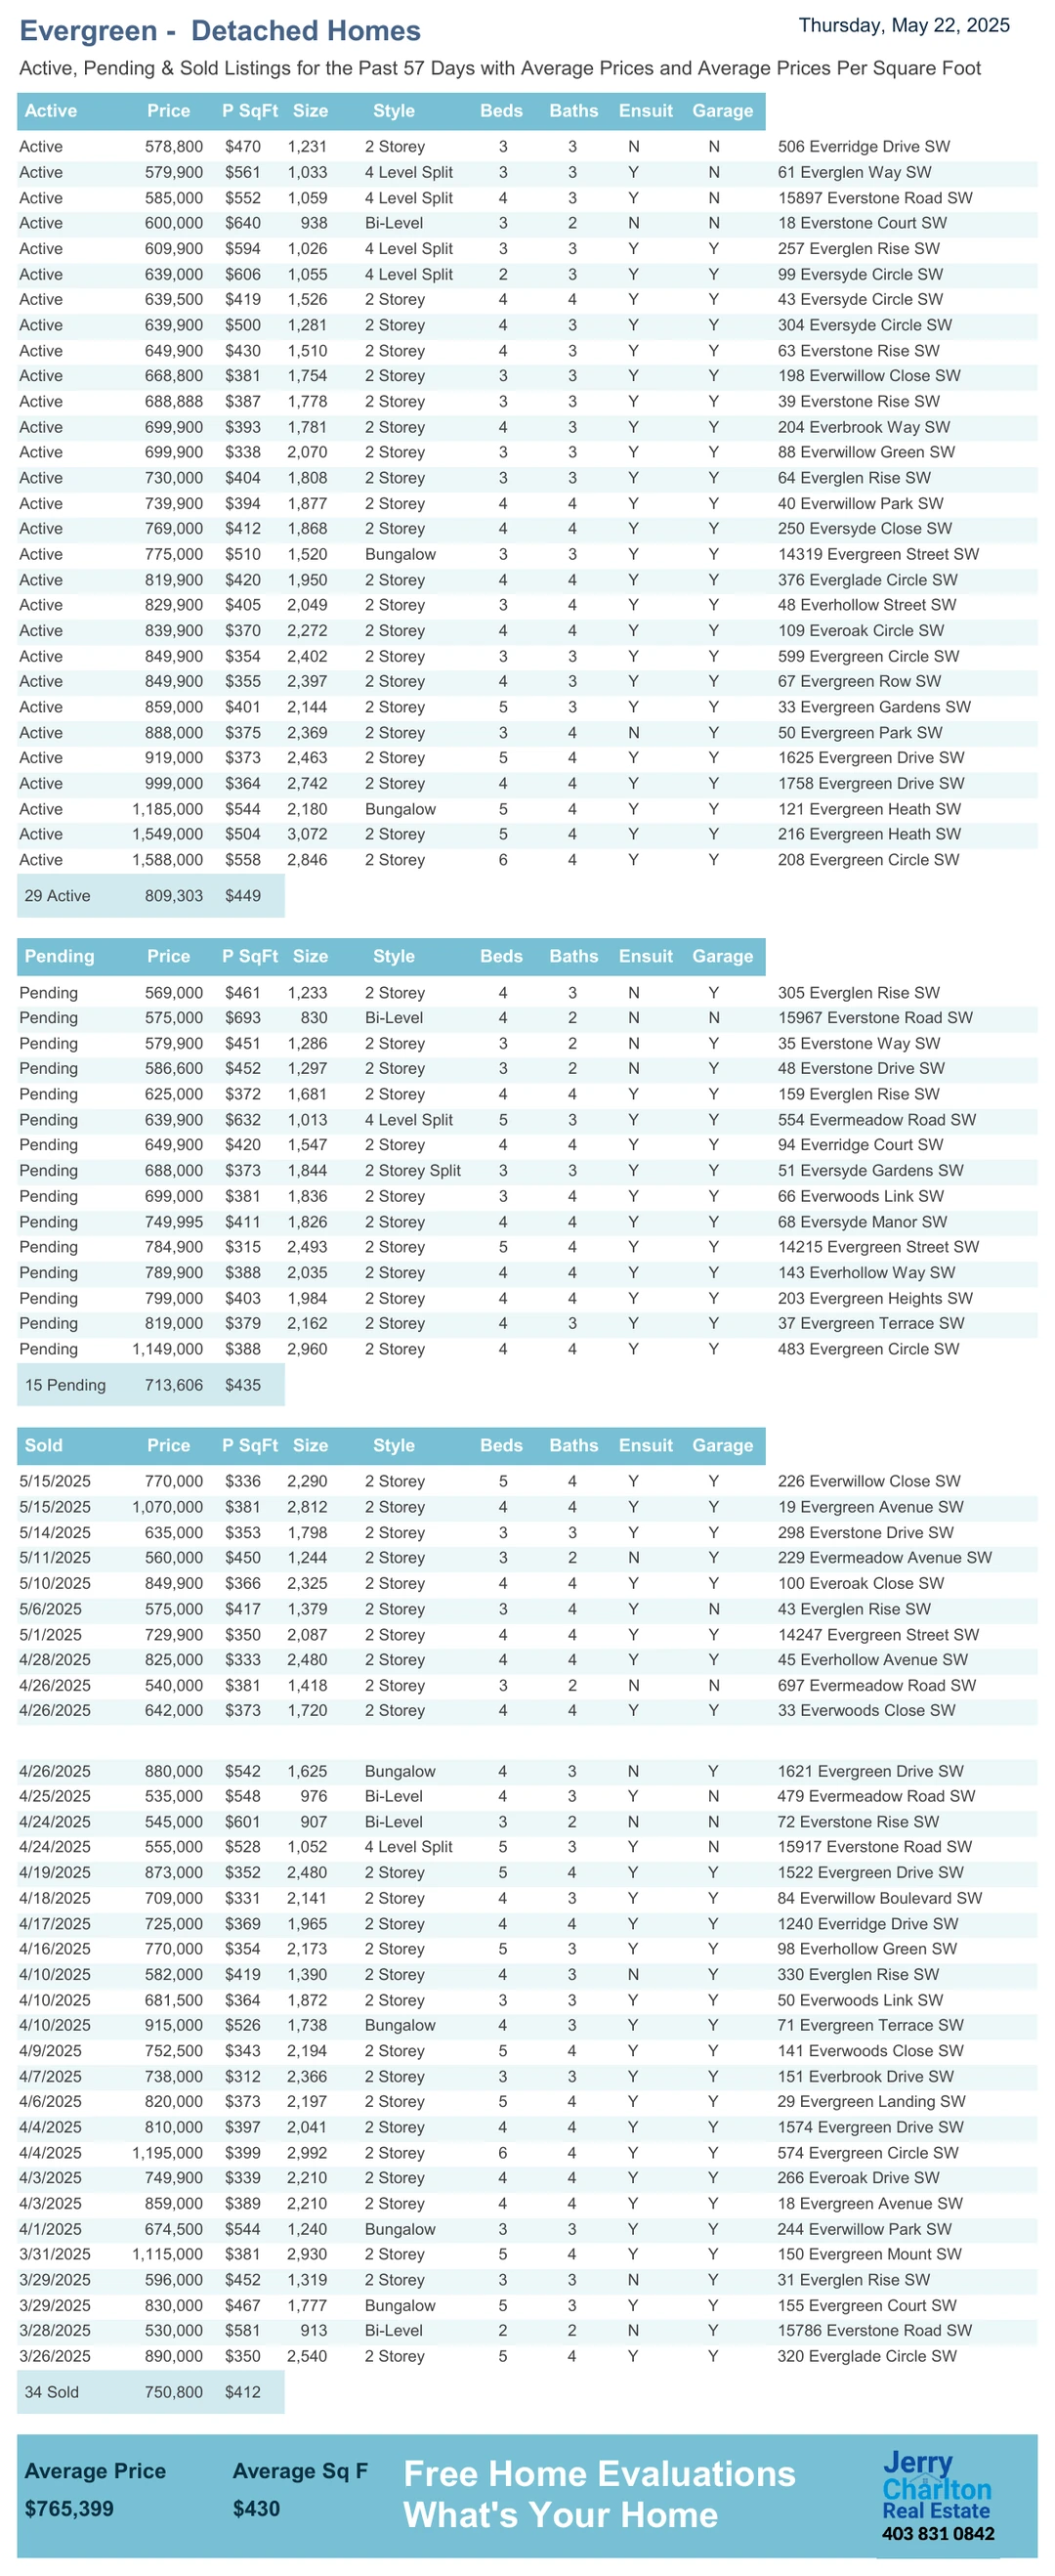 Evergreen - Detached Homes
Thursday, May 22, 2025
Active, Pending & Sold Listings for the Past 57 Days with Average Prices and Average Prices Per Square Foot
Active Price P SqFt Size Style Beds Baths Ensuit Garage
Active 578,800 $470 1,231 2 Storey 3 3 N N 506 Everridge Drive SW
Active 579,900 $561 1,033 4 Level Split 3 3 Y N 61 Everglen Way SW
Active 585,000 $552 1,059 4 Level Split 4 3 Y N 15897 Everstone Road SW
Active 600,000 $640 938 Bi-Level 3 2 N N 18 Everstone Court SW
Active 609,900 $594 1,026 4 Level Split 3 3 Y Y 257 Everglen Rise SW
Active 639,000 $606 1,055 4 Level Split 2 3 Y Y 99 Eversyde Circle SW
Active 639,500 $419 1,526 2 Storey 4 4 Y Y 43 Eversyde Circle SW
Active 639,900 $500 1,281 2 Storey 4 3 Y Y 304 Eversyde Circle SW
Active 649,900 $430 1,510 2 Storey 4 3 Y Y 63 Everstone Rise SW
Active 668,800 $381 1,754 2 Storey 3 3 Y Y 198 Everwillow Close SW
Active 688,888 $387 1,778 2 Storey 3 3 Y Y 39 Everstone Rise SW
Active 699,900 $393 1,781 2 Storey 4 3 Y Y 204 Everbrook Way SW
Active 699,900 $338 2,070 2 Storey 3 3 Y Y 88 Everwillow Green SW
Active 730,000 $404 1,808 2 Storey 3 3 Y Y 64 Everglen Rise SW
Active 739,900 $394 1,877 2 Storey 4 4 Y Y 40 Everwillow Park SW
Active 769,000 $412 1,868 2 Storey 4 4 Y Y 250 Eversyde Close SW
Active 775,000 $510 1,520 Bungalow 3 3 Y Y 14319 Evergreen Street SW
Active 819,900 $420 1,950 2 Storey 4 4 Y Y 376 Everglade Circle SW
Active 829,900 $405 2,049 2 Storey 3 4 Y Y 48 Everhollow Street SW
Active 839,900 $370 2,272 2 Storey 4 4 Y Y 109 Everoak Circle SW
Active 849,900 $354 2,402 2 Storey 3 3 Y Y 599 Evergreen Circle SW
Active 849,900 $355 2,397 2 Storey 4 3 Y Y 67 Evergreen Row SW
Active 859,000 $401 2,144 2 Storey 5 3 Y Y 33 Evergreen Gardens SW
Active 888,000 $375 2,369 2 Storey 3 4 N Y 50 Evergreen Park SW
Active 919,000 $373 2,463 2 Storey 5 4 Y Y 1625 Evergreen Drive SW
Active 999,000 $364 2,742 2 Storey 4 4 Y Y 1758 Evergreen Drive SW
Active 1,185,000 $544 2,180 Bungalow 5 4 Y Y 121 Evergreen Heath SW
Active 1,549,000 $504 3,072 2 Storey 5 4 Y Y 216 Evergreen Heath SW
Active 1,588,000 $558 2,846 2 Storey 6 4 Y Y 208 Evergreen Circle SW
29 Active 809,303 $449
Pending Price P SqFt Size Style Beds Baths Ensuit Garage
Pending 569,000 $461 1,233 2 Storey 4 3 N Y 305 Everglen Rise SW
Pending 575,000 $693 830 Bi-Level 4 2 N N 15967 Everstone Road SW
Pending 579,900 $451 1,286 2 Storey 3 2 N Y 35 Everstone Way SW
Pending 586,600 $452 1,297 2 Storey 3 2 N Y 48 Everstone Drive SW
Pending 625,000 $372 1,681 2 Storey 4 4 Y Y 159 Everglen Rise SW
Pending 639,900 $632 1,013 4 Level Split 5 3 Y Y 554 Evermeadow Road SW
Pending 649,900 $420 1,547 2 Storey 4 4 Y Y 94 Everridge Court SW
Pending 688,000 $373 1,844 2 Storey Split 3 3 Y Y 51 Eversyde Gardens SW
Pending 699,000 $381 1,836 2 Storey 3 4 Y Y 66 Everwoods Link SW
Pending 749,995 $411 1,826 2 Storey 4 4 Y Y 68 Eversyde Manor SW
Pending 784,900 $315 2,493 2 Storey 5 4 Y Y 14215 Evergreen Street SW
Pending 789,900 $388 2,035 2 Storey 4 4 Y Y 143 Everhollow Way SW
Pending 799,000 $403 1,984 2 Storey 4 4 Y Y 203 Evergreen Heights SW
Pending 819,000 $379 2,162 2 Storey 4 3 Y Y 37 Evergreen Terrace SW
Pending 1,149,000 $388 2,960 2 Storey 4 4 Y Y 483 Evergreen Circle SW
15 Pending 713,606 $435
Sold Price P SqFt Size Style Beds Baths Ensuit Garage
5/15/2025 770,000 $336 2,290 2 Storey 5 4 Y Y 226 Everwillow Close SW
5/15/2025 1,070,000 $381 2,812 2 Storey 4 4 Y Y 19 Evergreen Avenue SW
5/14/2025 635,000 $353 1,798 2 Storey 3 3 Y Y 298 Everstone Drive SW
5/11/2025 560,000 $450 1,244 2 Storey 3 2 N Y 229 Evermeadow Avenue SW
5/10/2025 849,900 $366 2,325 2 Storey 4 4 Y Y 100 Everoak Close SW
5/6/2025 575,000 $417 1,379 2 Storey 3 4 Y N 43 Everglen Rise SW
5/1/2025 729,900 $350 2,087 2 Storey 4 4 Y Y 14247 Evergreen Street SW
4/28/2025 825,000 $333 2,480 2 Storey 4 4 Y Y 45 Everhollow Avenue SW
4/26/2025 540,000 $381 1,418 2 Storey 3 2 N N 697 Evermeadow Road SW
4/26/2025 642,000 $373 1,720 2 Storey 4 4 Y Y 33 Everwoods Close SW
4/26/2025 880,000 $542 1,625 Bungalow 4 3 N Y 1621 Evergreen Drive SW
4/25/2025 535,000 $548 976 Bi-Level 4 3 Y N 479 Evermeadow Road SW
4/24/2025 545,000 $601 907 Bi-Level 3 2 N N 72 Everstone Rise SW
4/24/2025 555,000 $528 1,052 4 Level Split 5 3 Y N 15917 Everstone Road SW
4/19/2025 873,000 $352 2,480 2 Storey 5 4 Y Y 1522 Evergreen Drive SW
4/18/2025 709,000 $331 2,141 2 Storey 4 3 Y Y 84 Everwillow Boulevard SW
4/17/2025 725,000 $369 1,965 2 Storey 4 4 Y Y 1240 Everridge Drive SW
4/16/2025 770,000 $354 2,173 2 Storey 5 3 Y Y 98 Everhollow Green SW
4/10/2025 582,000 $419 1,390 2 Storey 4 3 N Y 330 Everglen Rise SW
4/10/2025 681,500 $364 1,872 2 Storey 3 3 Y Y 50 Everwoods Link SW
4/10/2025 915,000 $526 1,738 Bungalow 4 3 Y Y 71 Evergreen Terrace SW
4/9/2025 752,500 $343 2,194 2 Storey 5 4 Y Y 141 Everwoods Close SW
4/7/2025 738,000 $312 2,366 2 Storey 3 3 Y Y 151 Everbrook Drive SW
4/6/2025 820,000 $373 2,197 2 Storey 5 4 Y Y 29 Evergreen Landing SW
4/4/2025 810,000 $397 2,041 2 Storey 4 4 Y Y 1574 Evergreen Drive SW
4/4/2025 1,195,000 $399 2,992 2 Storey 6 4 Y Y 574 Evergreen Circle SW
4/3/2025 749,900 $339 2,210 2 Storey 4 4 Y Y 266 Everoak Drive SW
4/3/2025 859,000 $389 2,210 2 Storey 4 4 Y Y 18 Evergreen Avenue SW
4/1/2025 674,500 $544 1,240 Bungalow 3 3 Y Y 244 Everwillow Park SW
3/31/2025 1,115,000 $381 2,930 2 Storey 5 4 Y Y 150 Evergreen Mount SW
3/29/2025 596,000 $452 1,319 2 Storey 3 3 N Y 31 Everglen Rise SW
3/29/2025 830,000 $467 1,777 Bungalow 5 3 Y Y 155 Evergreen Court SW
3/28/2025 530,000 $581 913 Bi-Level 2 2 N Y 15786 Everstone Road SW
3/26/2025 890,000 $350 2,540 2 Storey 5 4 Y Y 320 Everglade Circle SW
34 Sold 750,800 $412
Average Price Average Sq F
$765,399 $430
Free Home Evaluations
What's Your Home
Jerry
Charlton
Real Estate
403 831 0842